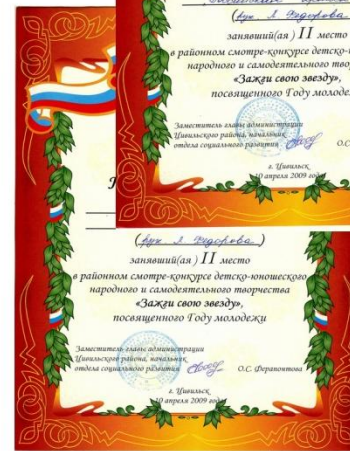 (рук. Л. Федорова
занявший(ая) II место
в районном смотре-конкурсе детско-
народного и самодеятельного тво
«Зажги свою звезду»,
посвященного Году молоде
Заместитель главы администрации
Цивильского района, начальник
отдела социального развития
О.С.
г. Цивильск
10 апреля 2009 года
(рук. Л. Федорова)
занявший(ая) II место
в районном смотре-конкурсе детско-юношеского
народного и самодеятельного творчества
«Зажги свою звезду»,
посвященного Году молодежи
Заместитель главы администрации
Цивильского района, начальник
отдела социального развития
О.С. Ферапонтова
г. Цивильск
10 апреля 2009 года